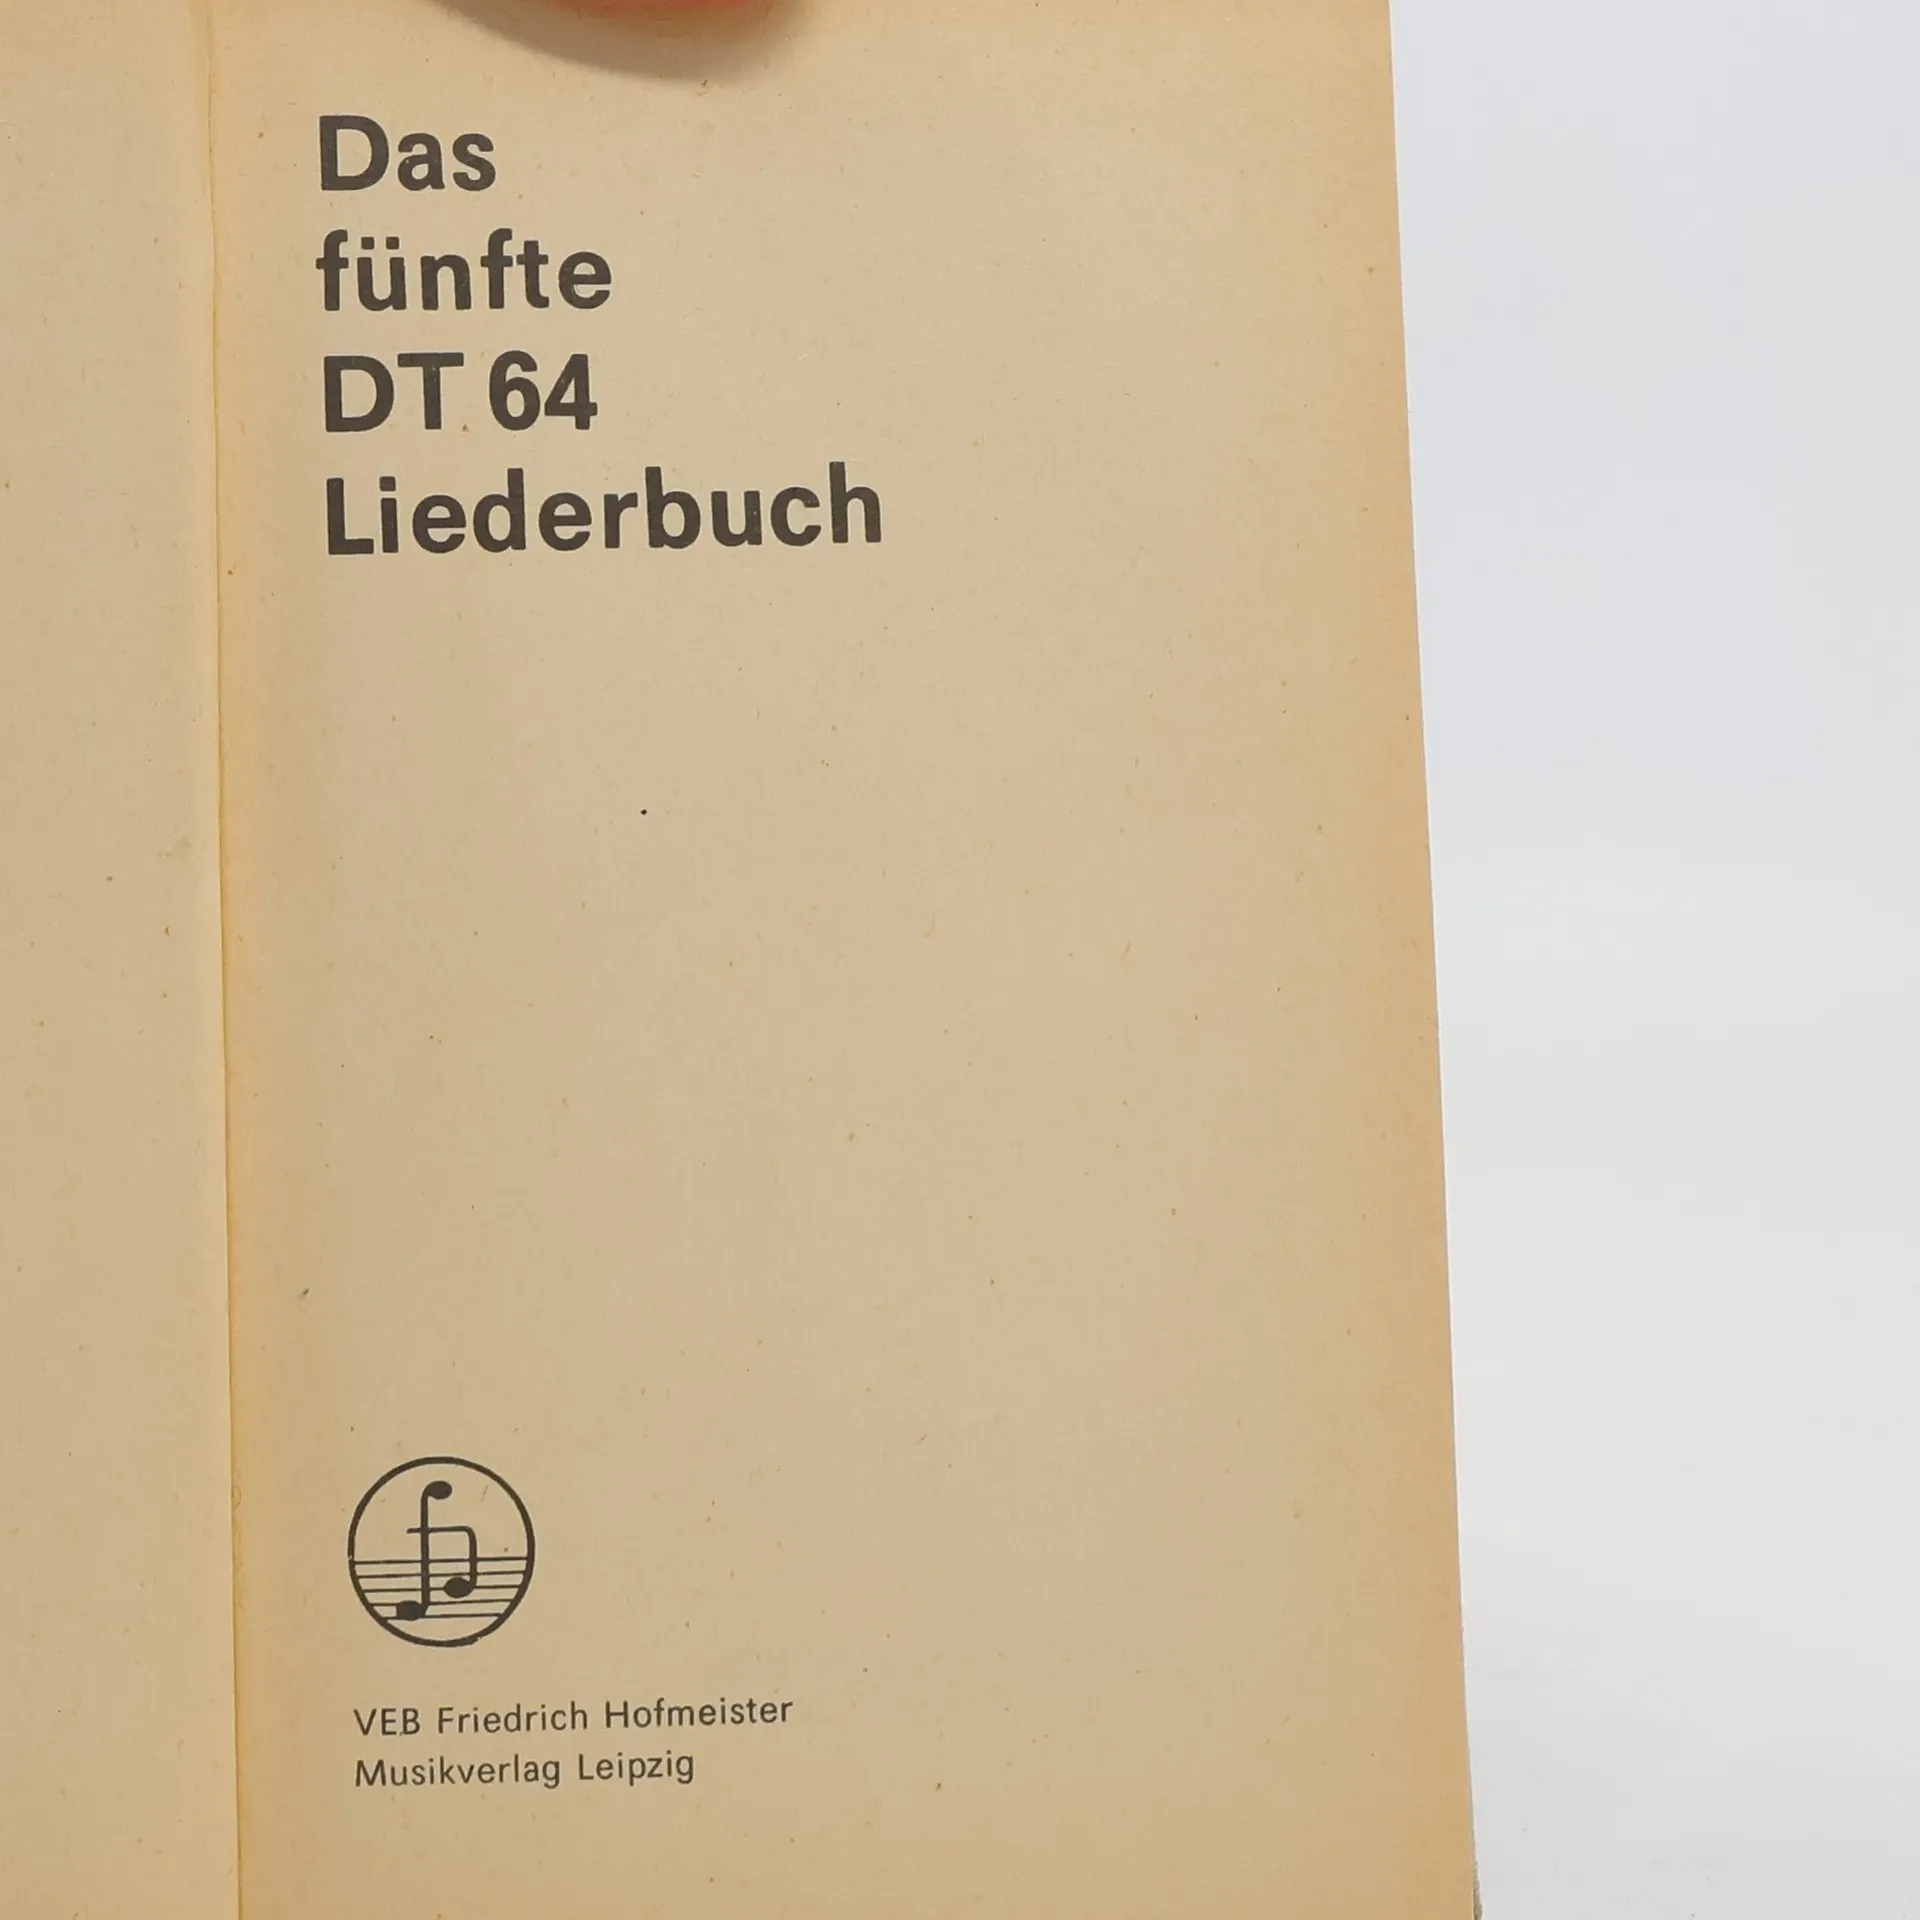 Das
fünfte
DT 64
Liederbuch
VEB Friedrich Hofmeister
Musikverlag Leipzig